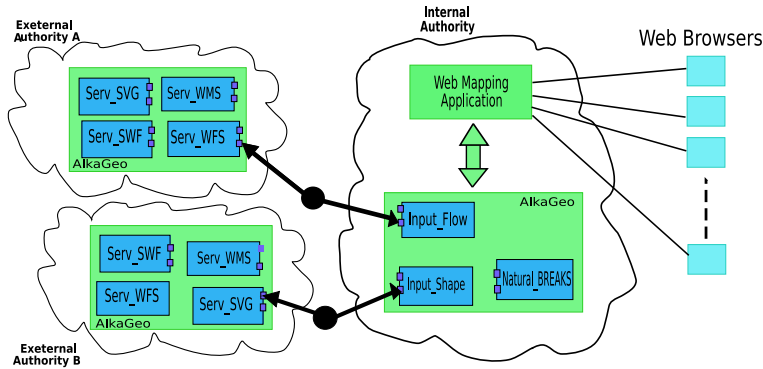 Exeternal
Authority A
Serv_SVG
Serv_WMS
Serv_SWF
Serv_WFS
AlkaGeo
Serv_SWF
Serv_WMS
Serv_WFS
Serv_SVG
AlkaGeo
Exeternal
Authority B
Internal
Authority
Web Mapping
Application
AlkaGeo
Input_Flow
Input_Shape
Natural_BREAKS
Web Browsers